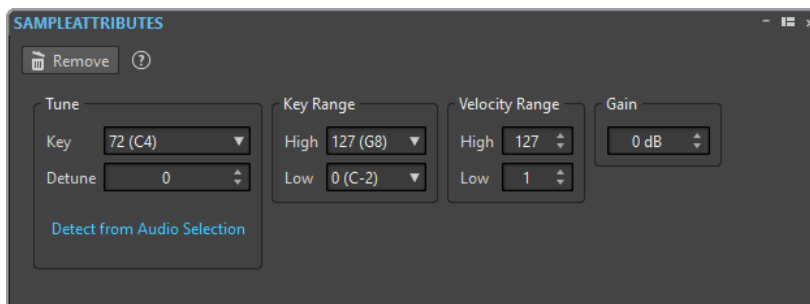 SAMPLEATTRIBUTES
Remove ?
Tune
Key 72 (C4)
Detune 0
Detect from Audio Selection
Key Range
High 127 (G8)
Low 0 (C-2)
Velocity Range
High 127
Low 1
Gain
0 dB